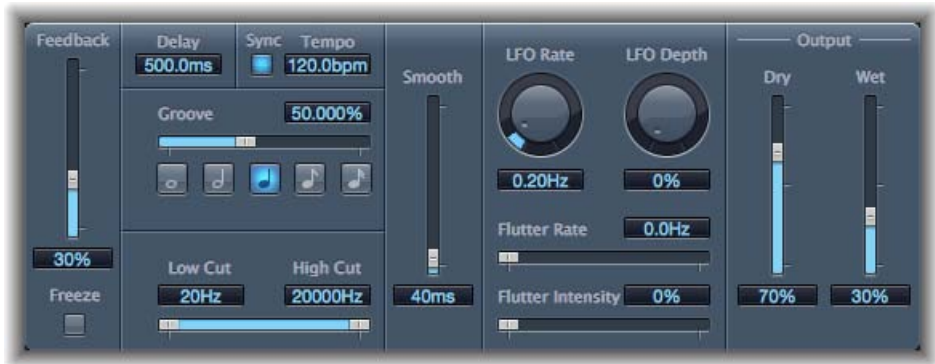 Feedback
30%
Freeze
Delay
500.0ms
Sync Tempo
120.0bpm
Groove 50.000%
Low Cut High Cut
20Hz 20000Hz
Smooth
40ms
LFO Rate LFO Depth
0.20Hz 0%
Flutter Rate 0.0Hz
Flutter Intensity 0%
Output
Dry Wet
70% 30%